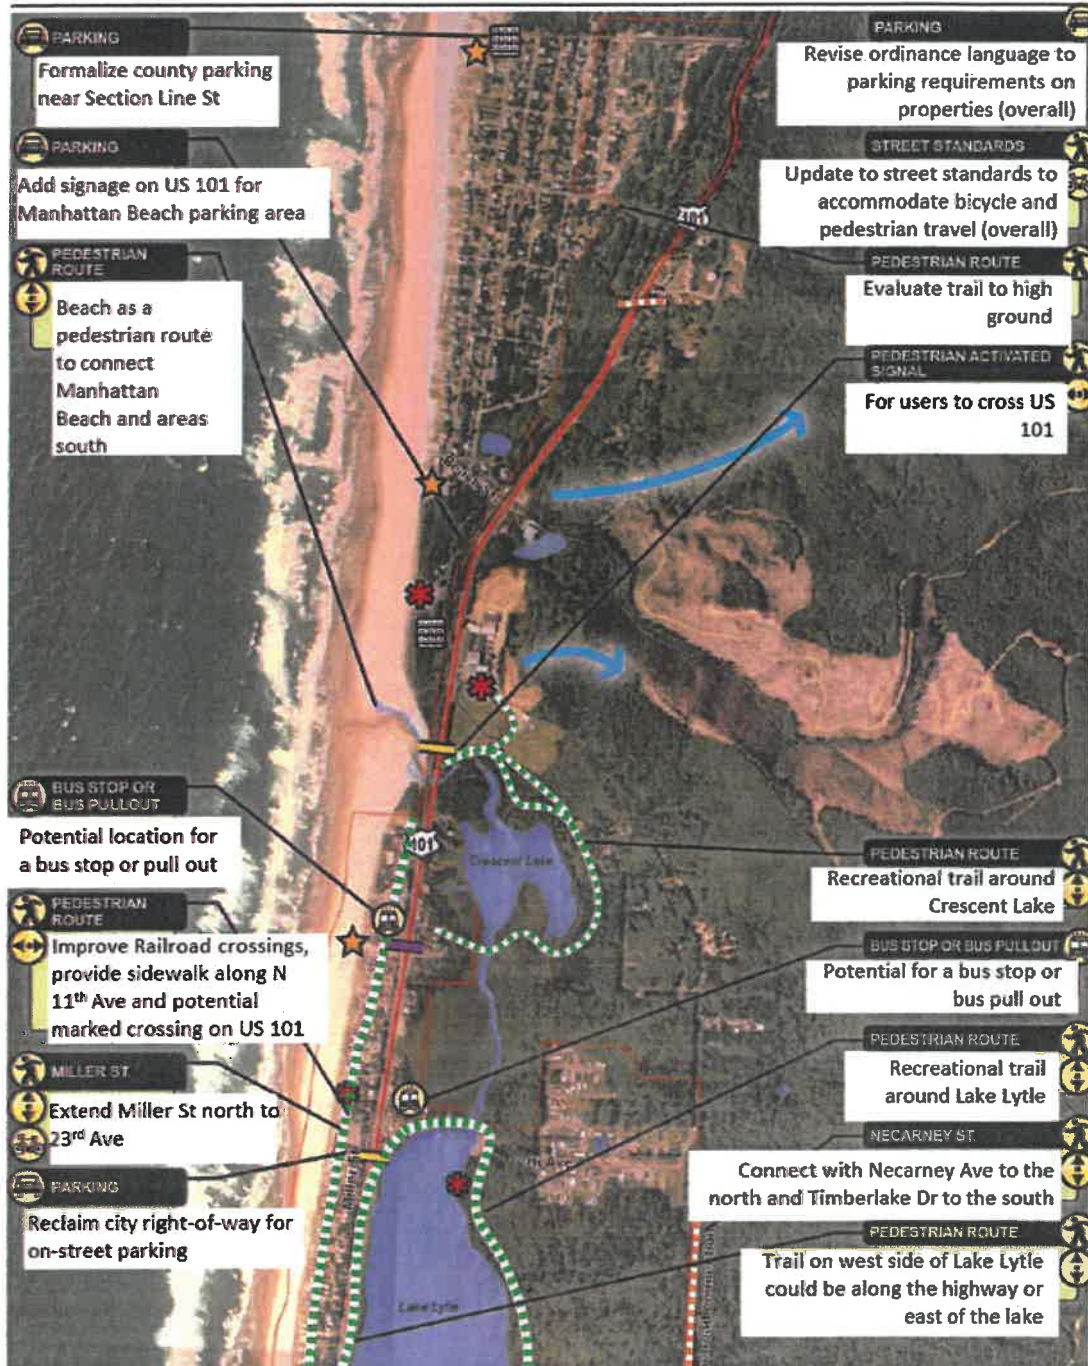 PARKING
Formalize county parking
near Section Line St
PARKING
Add signage on US 101 for
Manhattan Beach parking area
PEDESTRIAN
ROUTE
Beach as a
pedestrian route
to connect
Manhattan
Beach and areas
south
BUS STOP OR
BUS PULLOUT
Potential location for
a bus stop or pull out
PEDESTRIAN
ROUTE
Improve Railroad crossings,
provide sidewalk along N
11th Ave and potential
marked crossing on US 101
MILLER ST.
Extend Miller St north to
23rd Ave
PARKING
Reclaim city right-of-way for
on-street parking
PARKING
Revise ordinance language to
parking requirements on
properties (overall)
STREET STANDARDS
Update to street standards to
accommodate bicycle and
pedestrian travel (overall)
PEDESTRIAN ROUTE
Evaluate trail to high
ground
PEDESTRIAN ACTIVATED
SIGNAL
For users to cross US
101
PEDESTRIAN ROUTE
Recreational trail around
Crescent Lake
BUS STOP OR BUS PULLOUT
Potential for a bus stop or
bus pull out
PEDESTRIAN ROUTE
Recreational trail
around Lake Lytle
NECARNEY ST.
Connect with Necarney Ave to the
north and Timberlake Dr to the south
PEDESTRIAN ROUTE
Trail on west side of Lake Lytle
could be along the highway or
east of the lake
101
101
Crescent Lake
Miller St
Lake Lytle